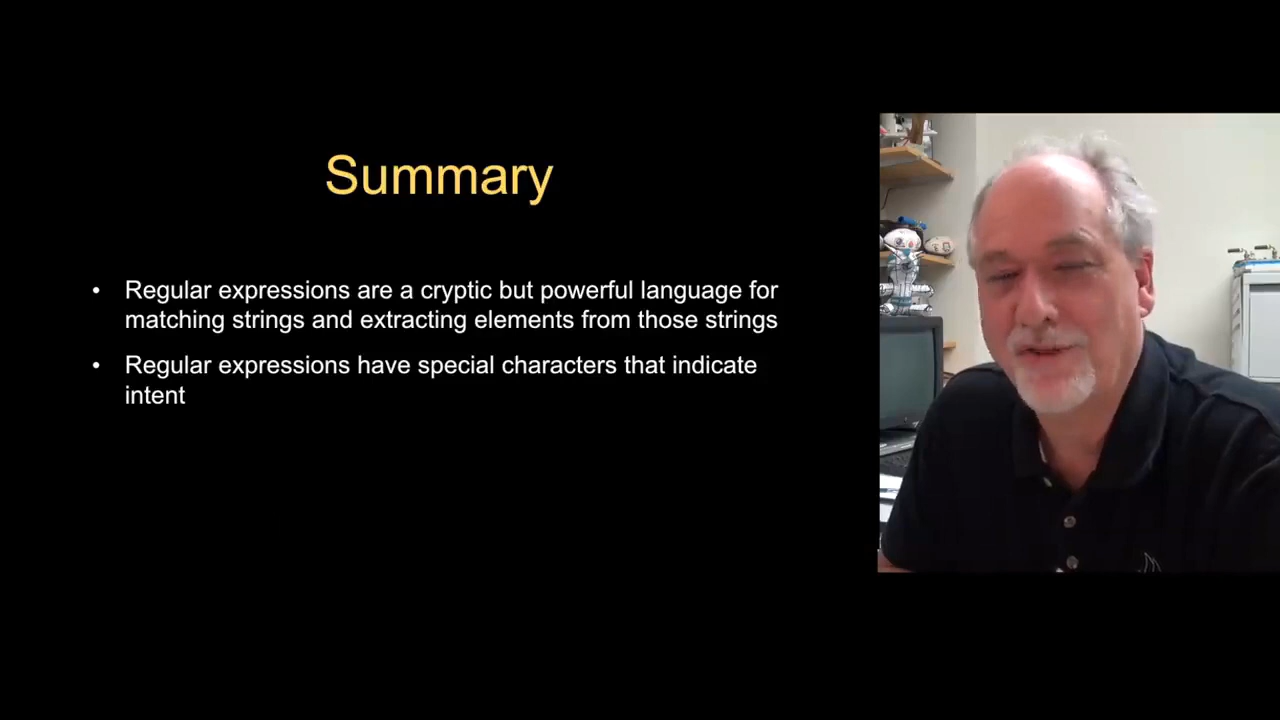 Summary
• Regular expressions are a cryptic but powerful language for
matching strings and extracting elements from those strings
• Regular expressions have special characters that indicate
intent